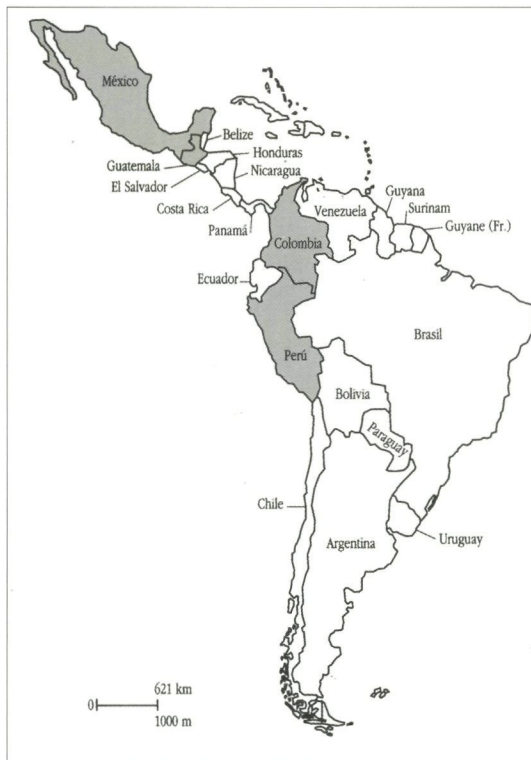 México
Belize
Honduras
Guatemala
Nicaragua
El Salvador
Costa Rica
Panamá
Venezuela
Guyana
Surinam
Guyane (Fr.)
Colombia
Ecuador
Brasil
Perú
Bolivia
Paraguay
Chile
Argentina
Uruguay
621 km
0
1000 m